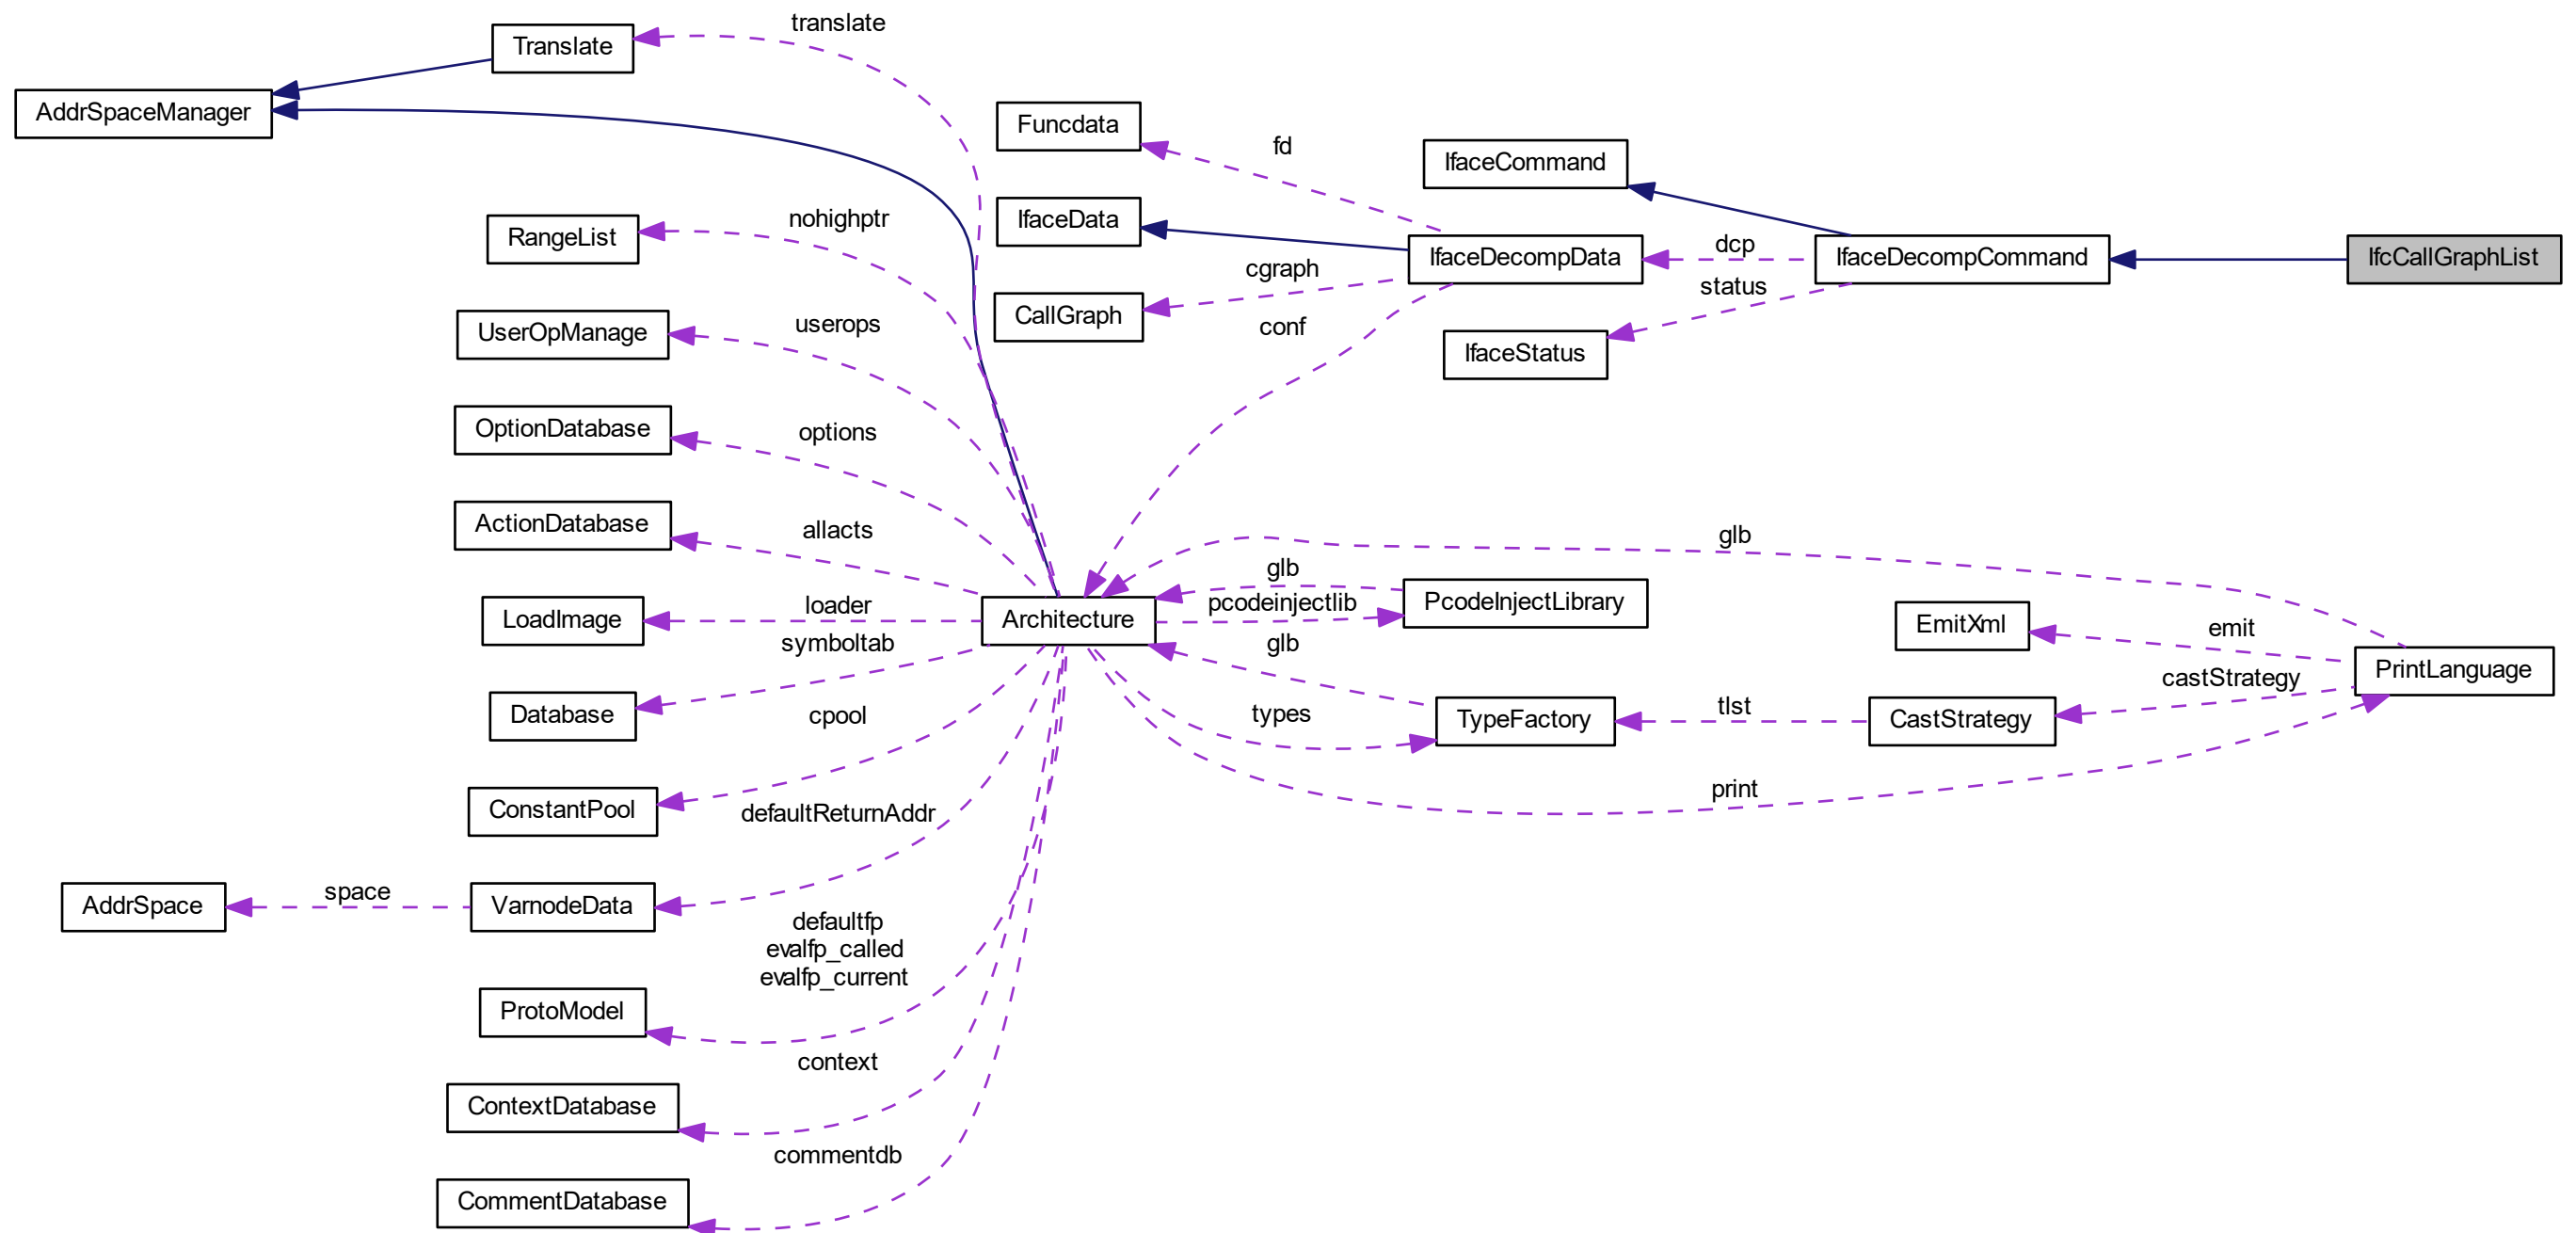 translate
Translate
AddrSpaceManager
Funcdata
fd
IfaceCommand
nohighptr
RangeList
IfaceData
IfaceDecompData
dcp
IfaceDecompCommand
IfcCallGraphList
cgraph
status
CallGraph
conf
userops
UserOpManage
IfaceStatus
OptionDatabase
options
ActionDatabase
allacts
glb
glb
pcodeinjectlib
PcodeInjectLibrary
loader
LoadImage
Architecture
EmitXml
emit
symboltab
glb
castStrategy
PrintLanguage
Database
cpool
types
TypeFactory
tlst
CastStrategy
print
ConstantPool
defaultReturnAddr
AddrSpace
space
VarnodeData
defaultfp
evalfp_called
evalfp_current
ProtoModel
context
ContextDatabase
commentdb
CommentDatabase